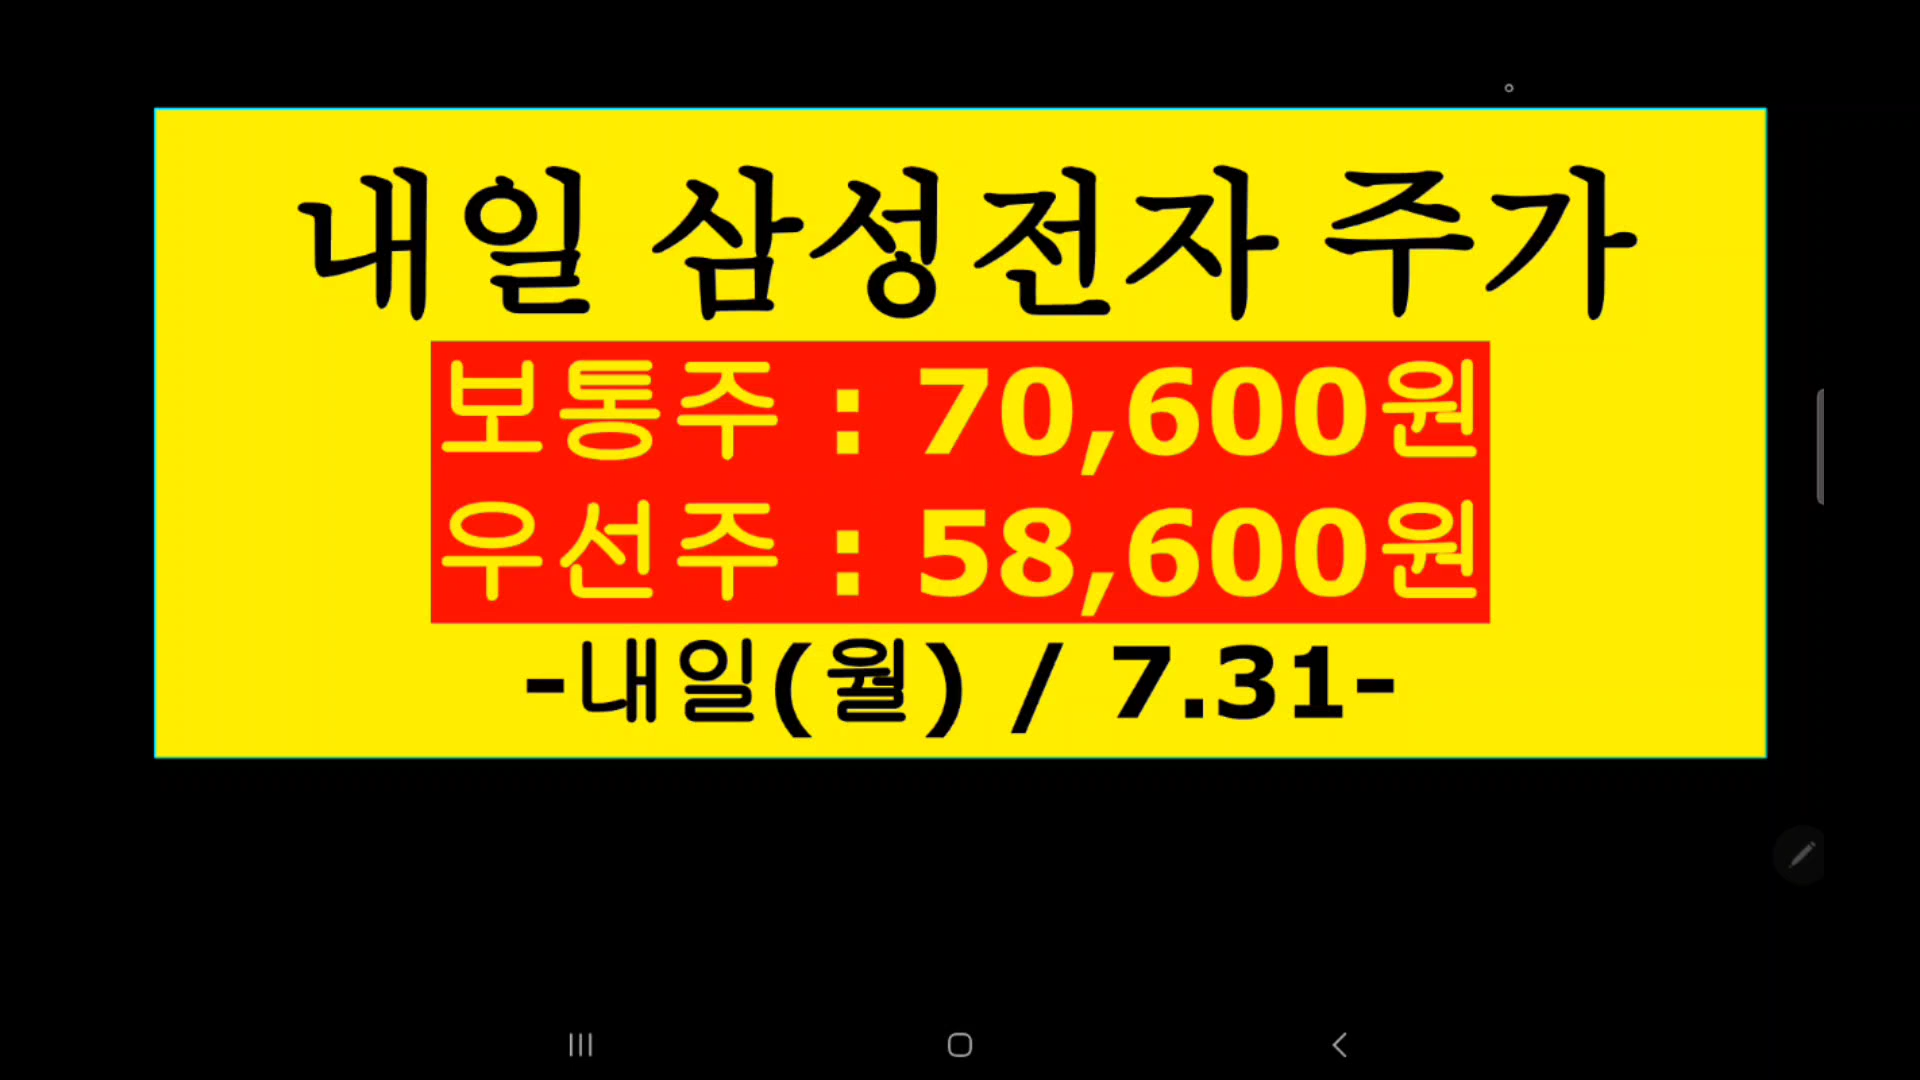 내일 삼성전자 주가
보통주 : 70,600원
우선주 : 58,600원
-내일(월) / 7.31-